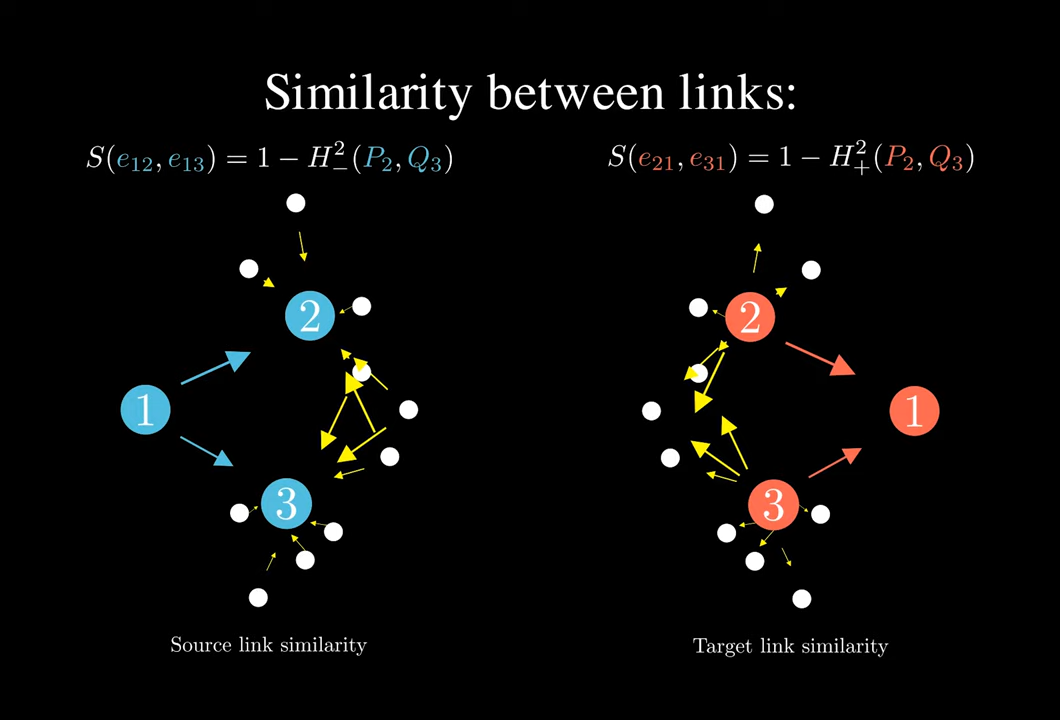 Similarity between links:
S(e₁₂, e₁₃) = 1 − H²₋(P₂, Q₃)
S(e₂₁, e₃₁) = 1 − H²₊(P₂, Q₃)
2
1
3
2
1
3
Source link similarity
Target link similarity